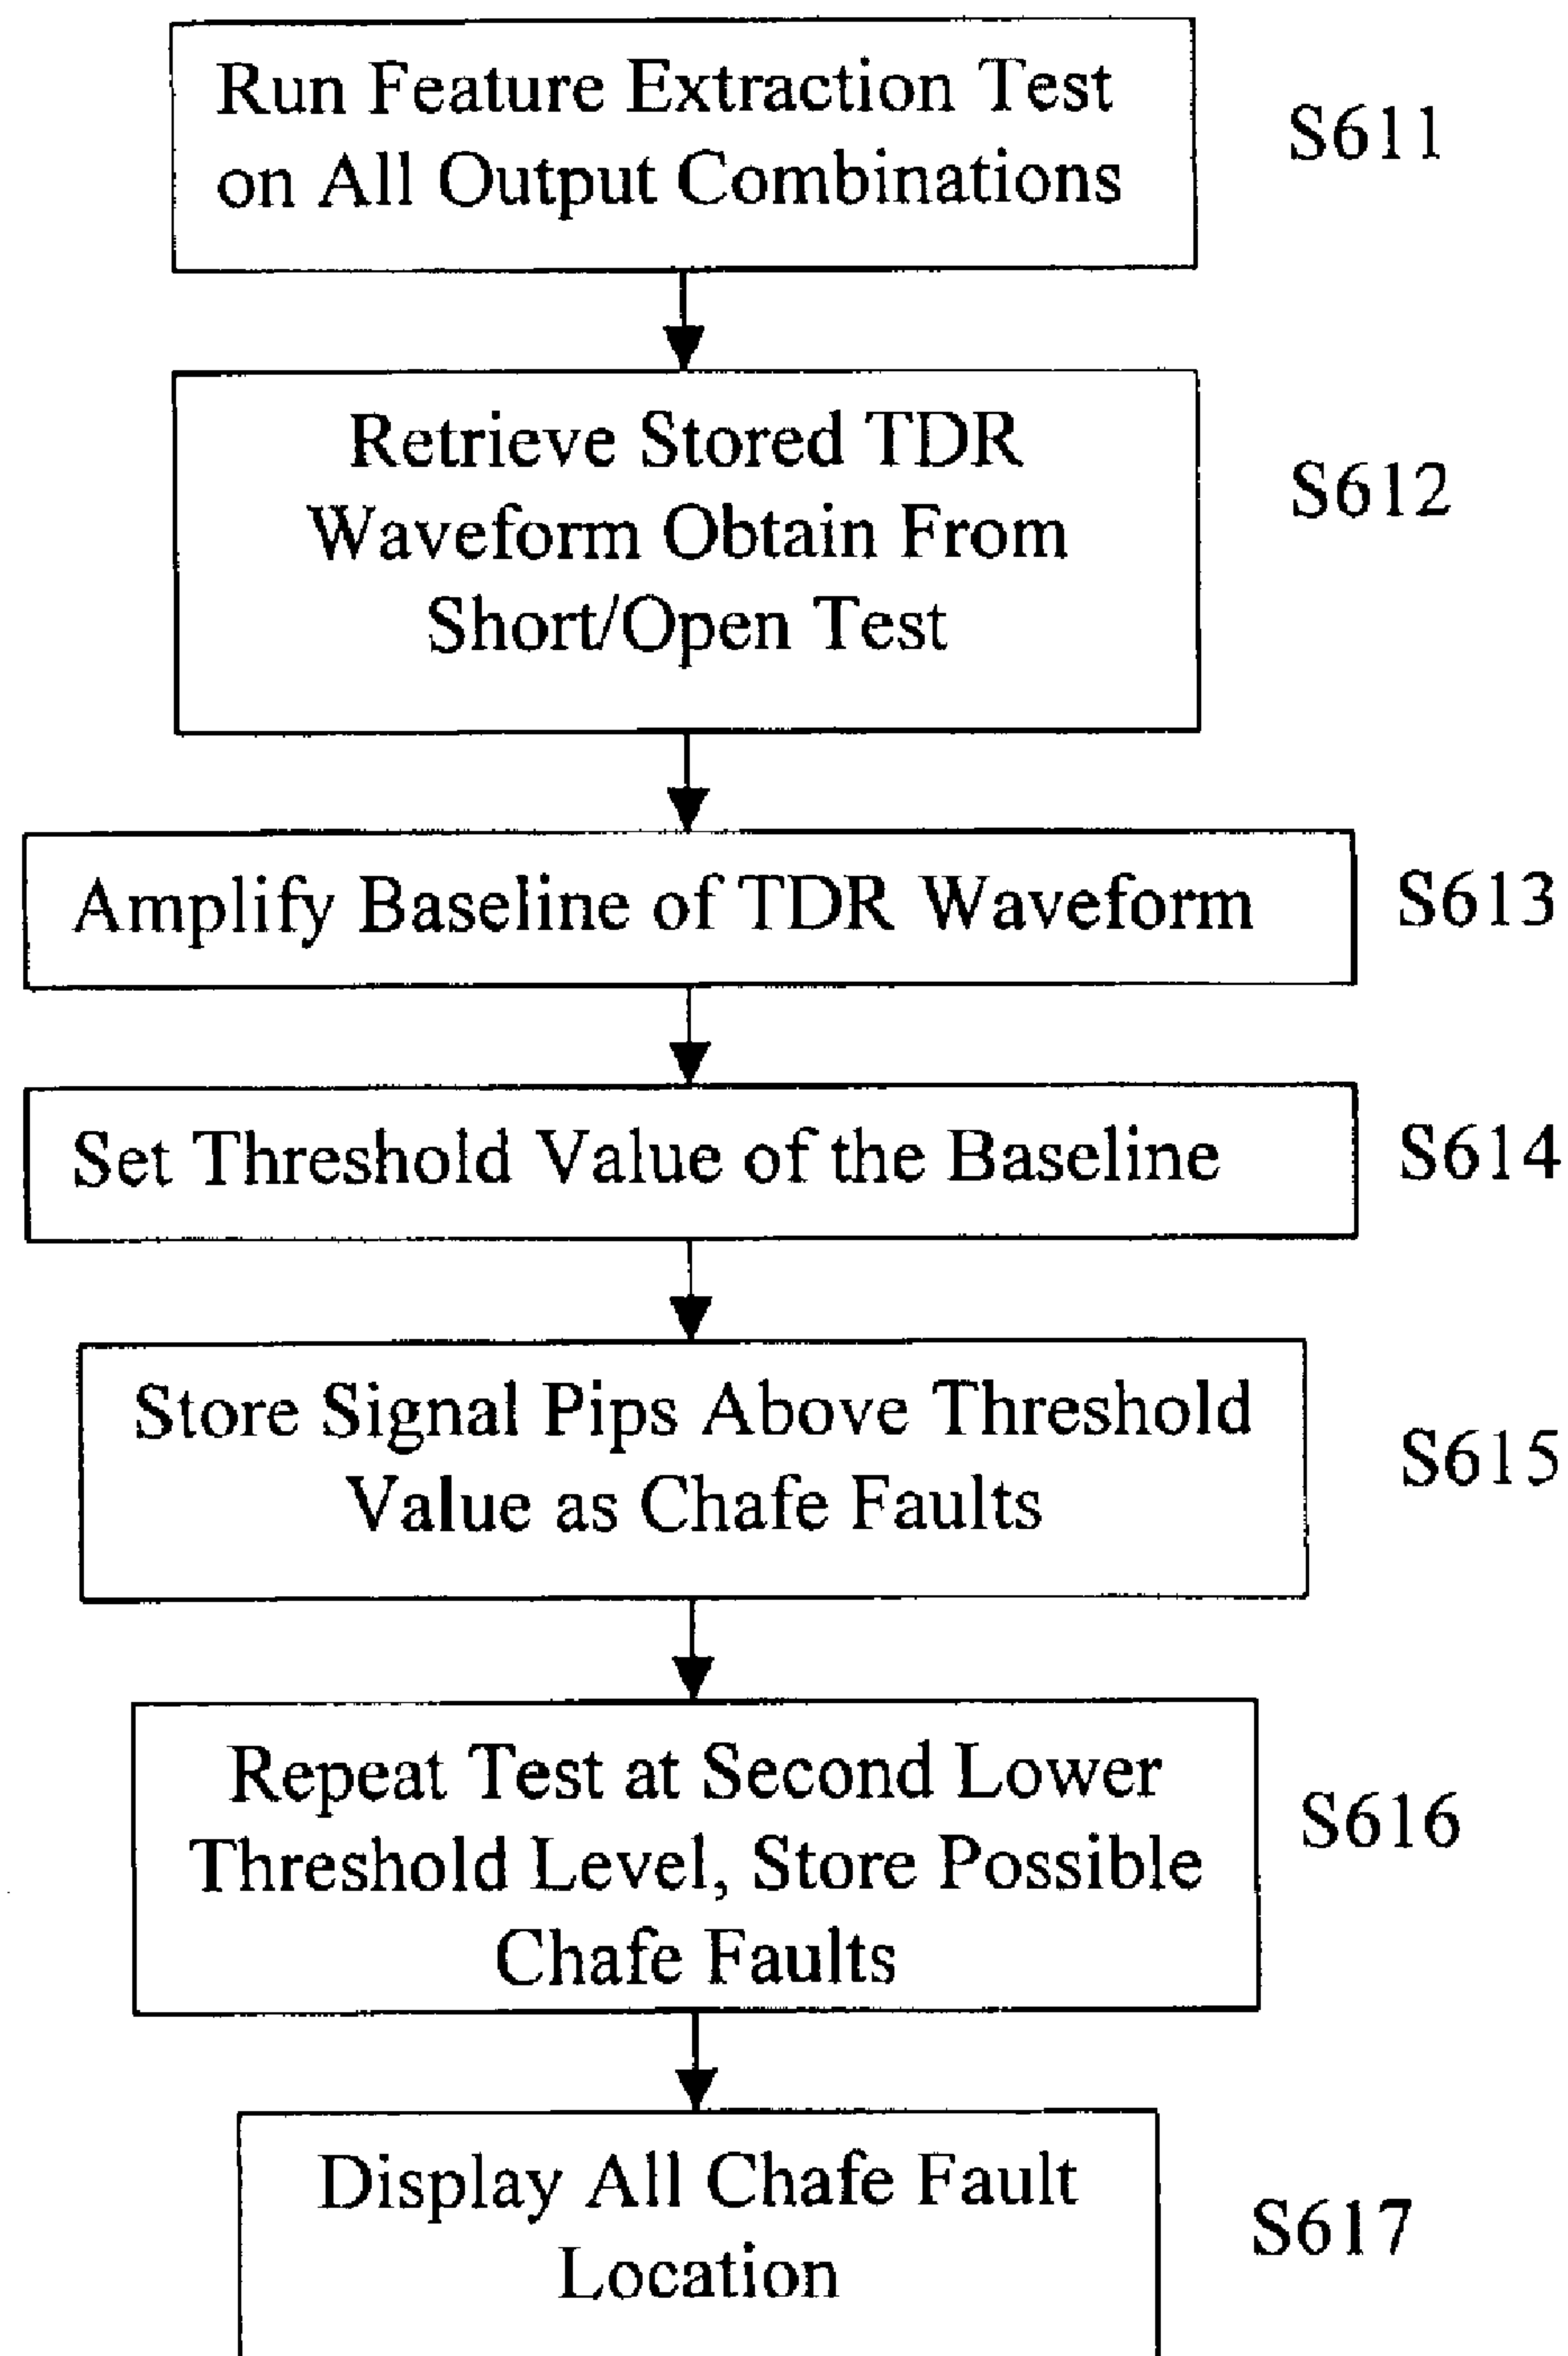 Run Feature Extraction Test
on All Output Combinations
S611
Retrieve Stored TDR
Waveform Obtain From
Short/Open Test
S612
Amplify Baseline of TDR Waveform
S613
Set Threshold Value of the Baseline
S614
Store Signal Pips Above Threshold
Value as Chafe Faults
S615
Repeat Test at Second Lower
Threshold Level, Store Possible
Chafe Faults
S616
Display All Chafe Fault
Location
S617